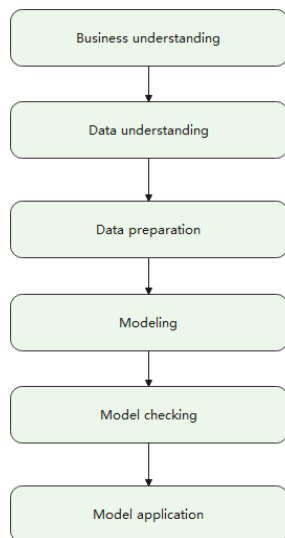 Business understanding
Data understanding
Data preparation
Modeling
Model checking
Model application